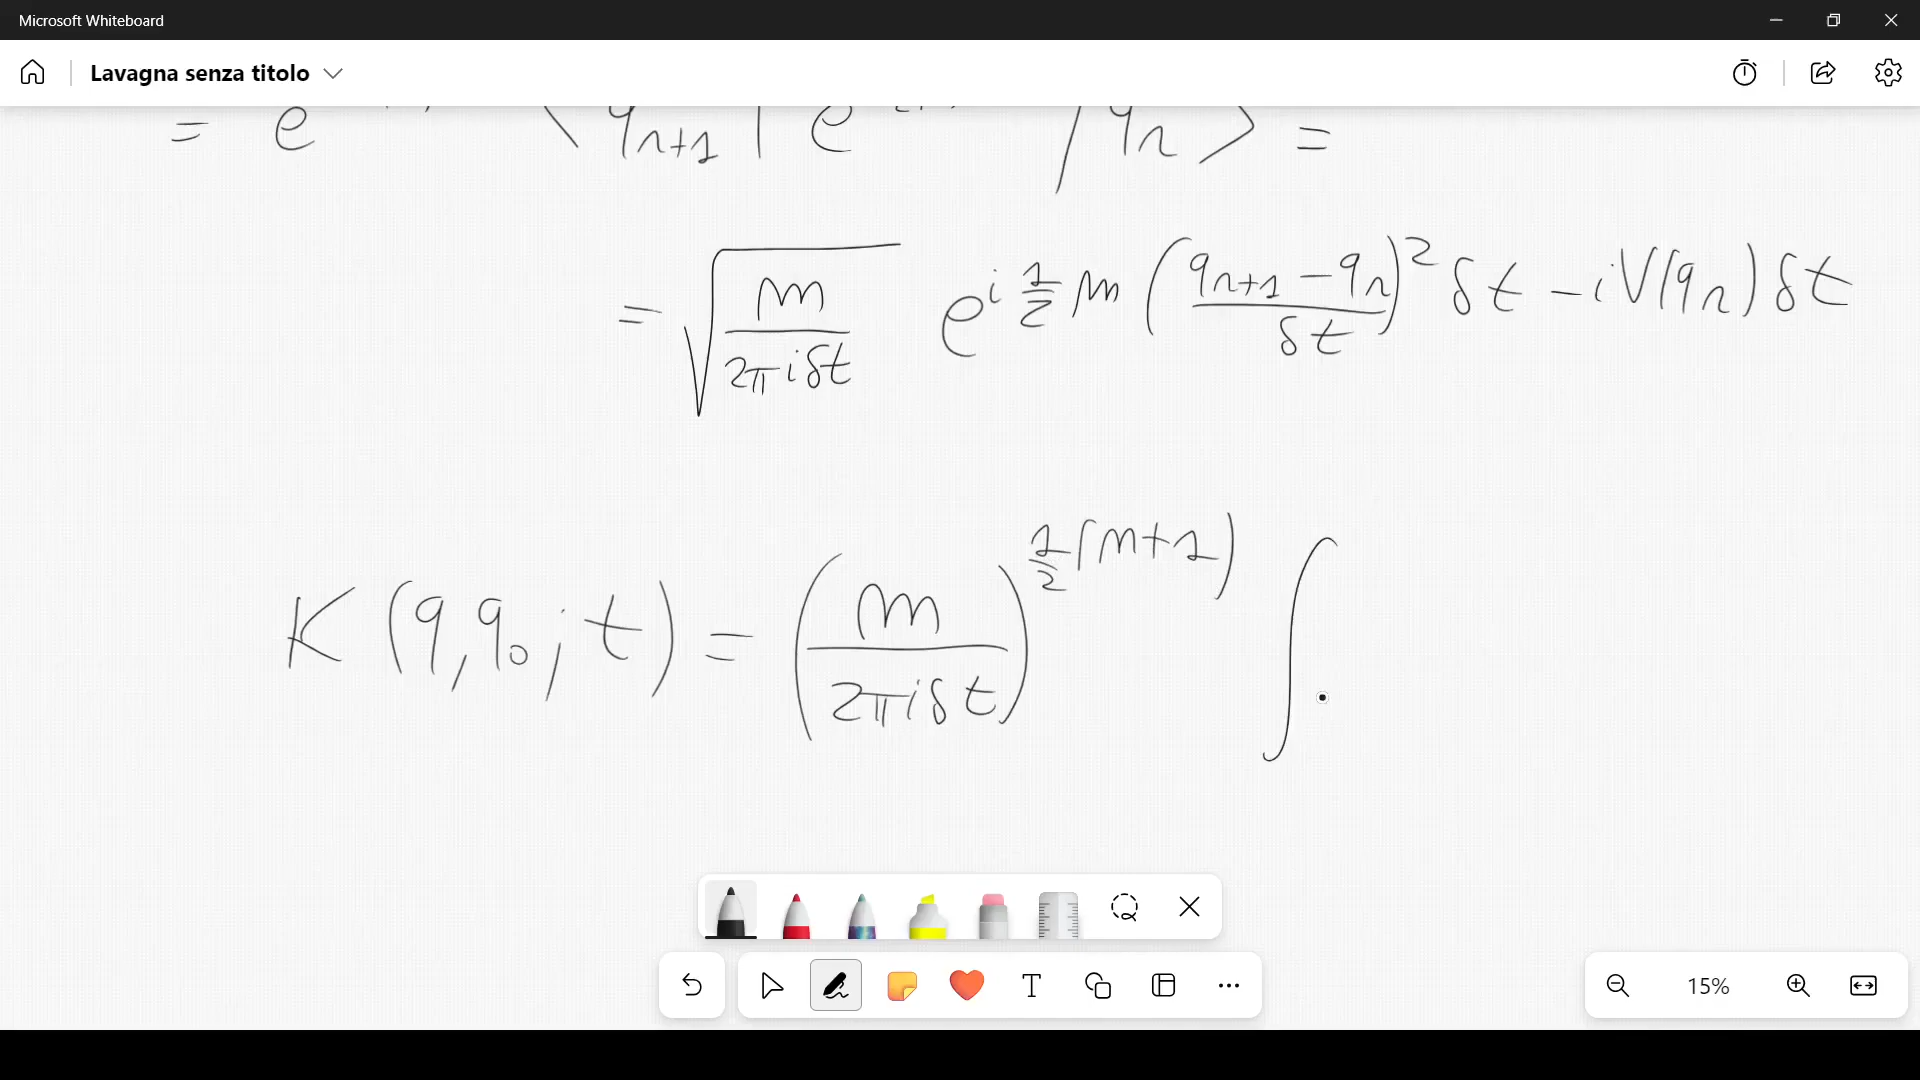 Microsoft Whiteboard
Lavagna senza titolo
= e ⟨q_{n+1} | e |q_n⟩ =
= √(m / (2πiδt)) e^{i 1/2 m ((q_{n+1} − q_n) / δt)^2 δt − iV(q_n)δt}
K(q,q_0;t) = (m / (2πiδt))^{1/2 (n+1)} ∫
T
15%